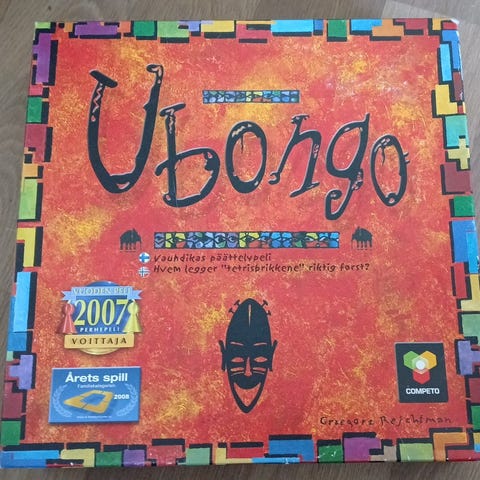 Ubongo
Vauhdikas päättelypeli
Hvem legger "tetrisbrikkene" riktig først?
VUODEN PELI
2007
PERHEPELI
VOITTAJA
Årets spill
Familiekategorien
2008
COMPETO
Grzegorz Rejchtman